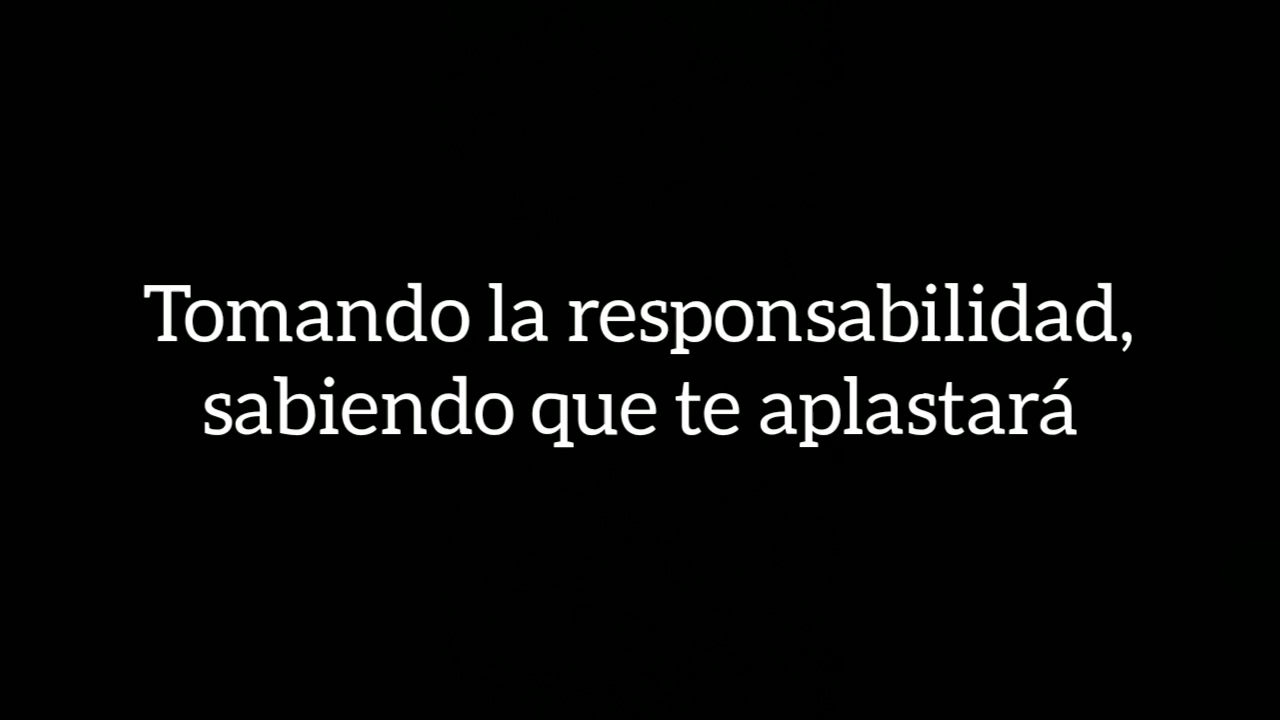 Tomando la responsabilidad,
sabiendo que te aplastará